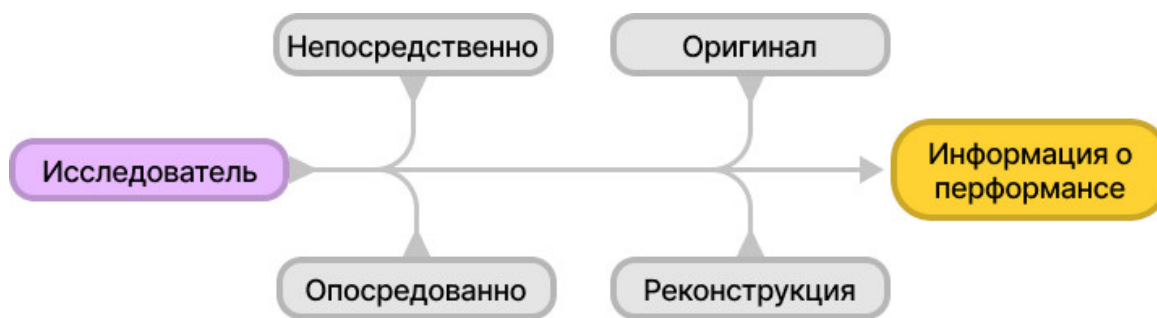 Непосредственно
Оригинал
Исследователь
Информация о
перформансе
Опосредованно
Реконструкция